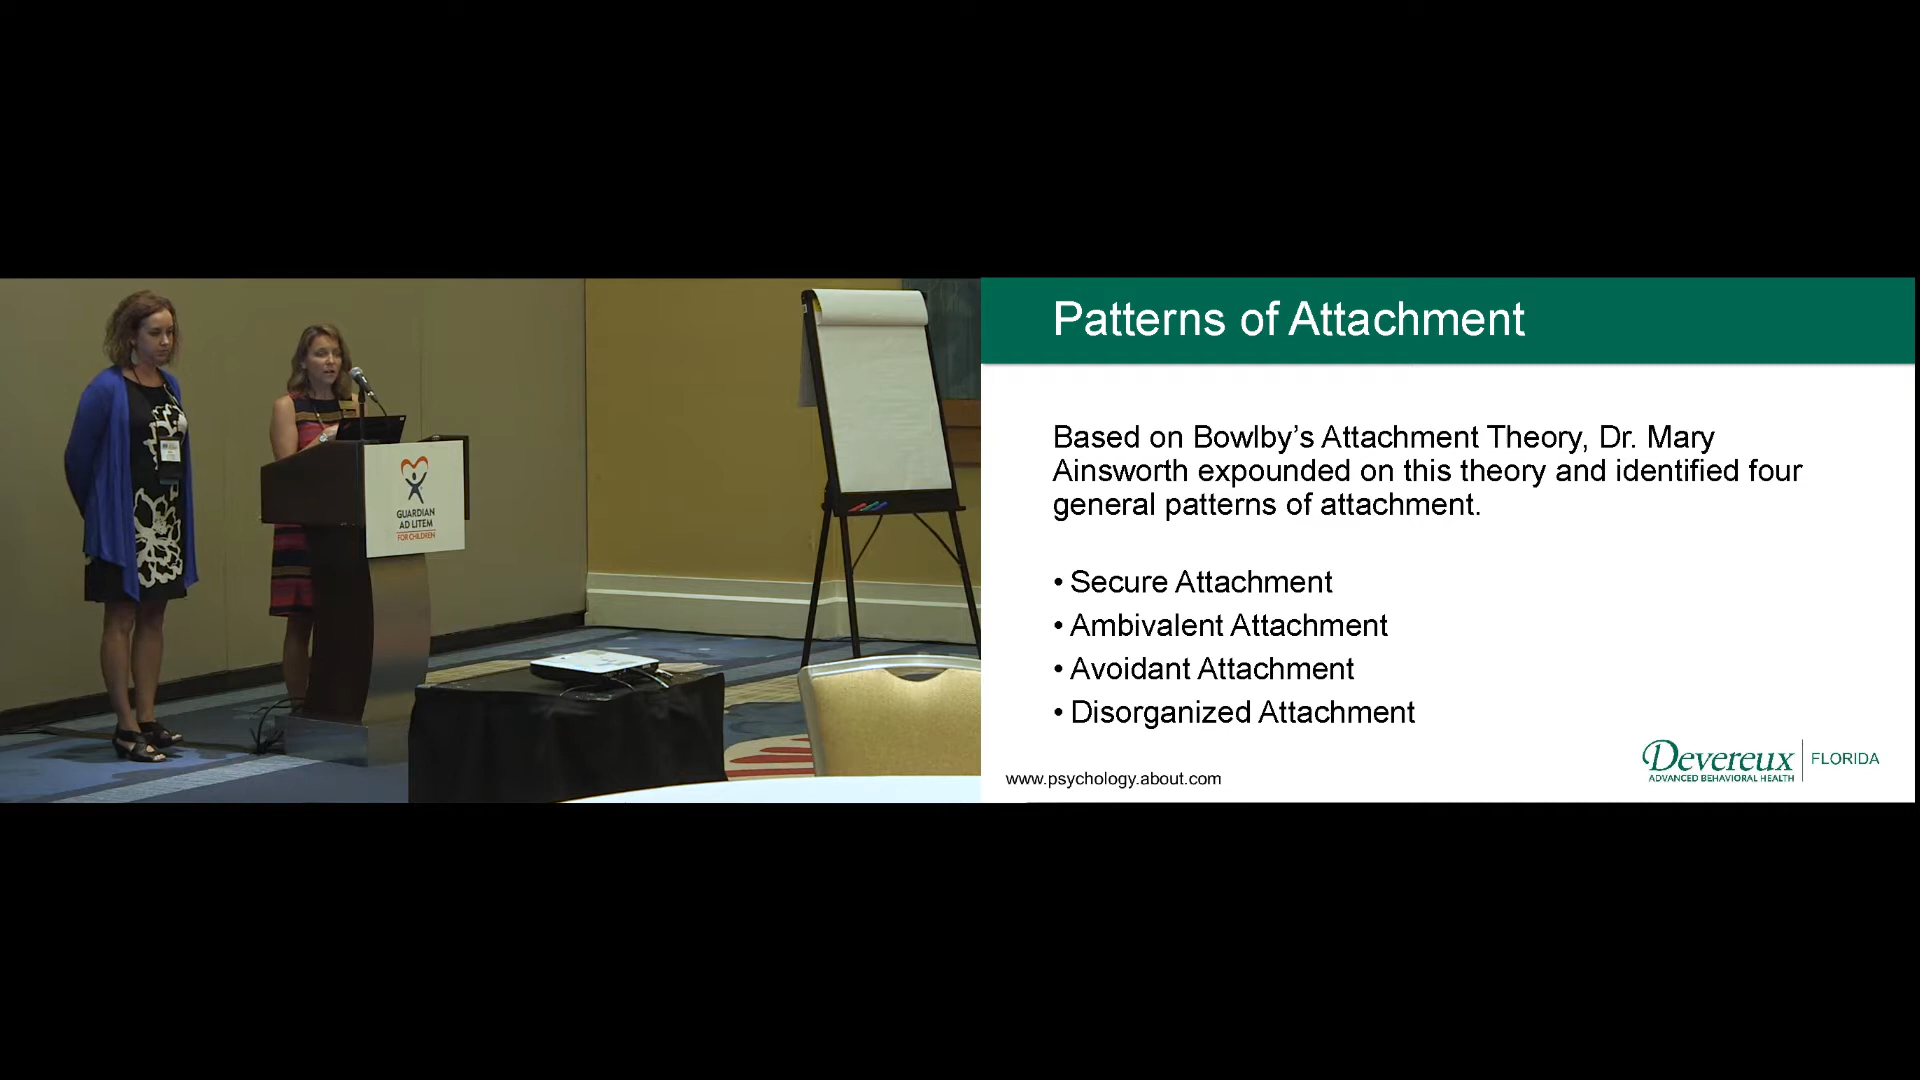 GUARDIAN
AD LITEM
FOR CHILDREN
Patterns of Attachment
Based on Bowlby’s Attachment Theory, Dr. Mary
Ainsworth expounded on this theory and identified four
general patterns of attachment.
• Secure Attachment
• Ambivalent Attachment
• Avoidant Attachment
• Disorganized Attachment
www.psychology.about.com
Devereux
ADVANCED BEHAVIORAL HEALTH
FLORIDA